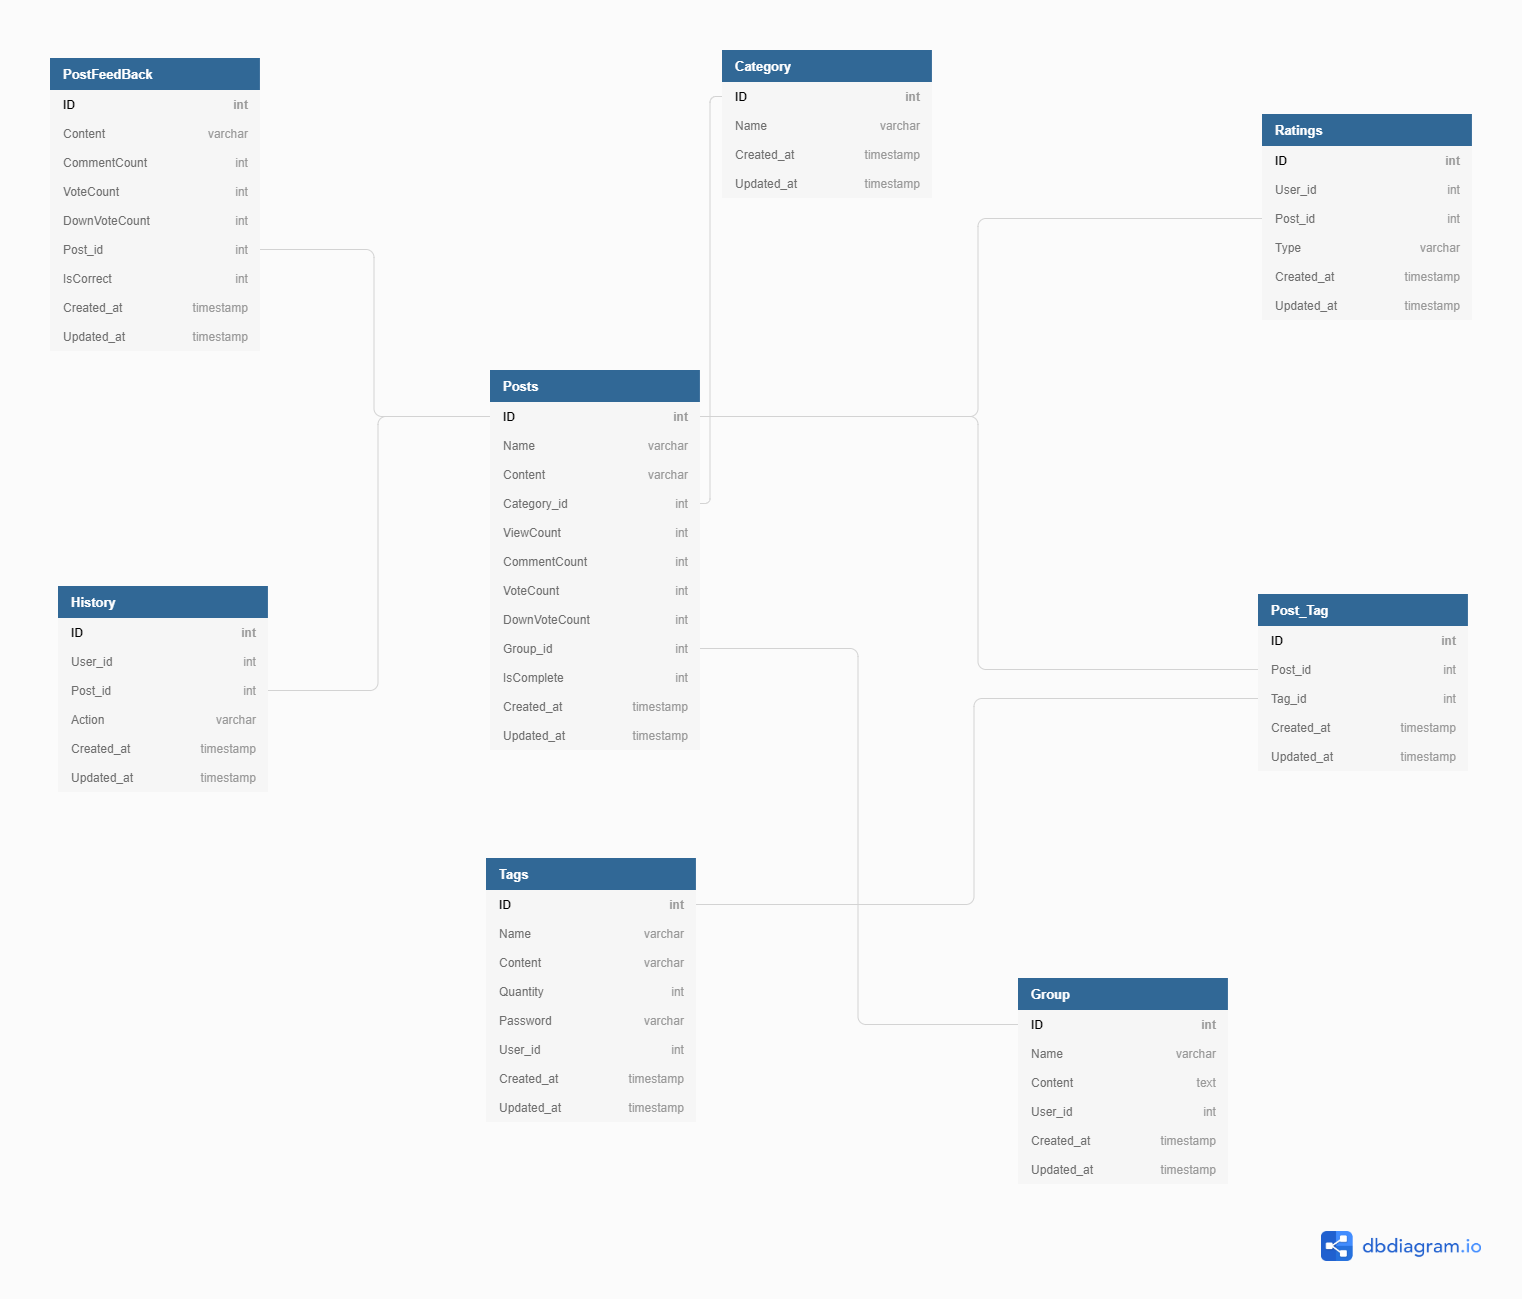 PostFeedBack
ID int
Content varchar
CommentCount int
VoteCount int
DownVoteCount int
Post_id int
IsCorrect int
Created_at timestamp
Updated_at timestamp
Category
ID int
Name varchar
Created_at timestamp
Updated_at timestamp
Ratings
ID int
User_id int
Post_id int
Type varchar
Created_at timestamp
Updated_at timestamp
Posts
ID int
Name varchar
Content varchar
Category_id int
ViewCount int
CommentCount int
VoteCount int
DownVoteCount int
Group_id int
IsComplete int
Created_at timestamp
Updated_at timestamp
History
ID int
User_id int
Post_id int
Action varchar
Created_at timestamp
Updated_at timestamp
Post_Tag
ID int
Post_id int
Tag_id int
Created_at timestamp
Updated_at timestamp
Tags
ID int
Name varchar
Content varchar
Quantity int
Password varchar
User_id int
Created_at timestamp
Updated_at timestamp
Group
ID int
Name varchar
Content text
User_id int
Created_at timestamp
Updated_at timestamp
dbdiagram.io